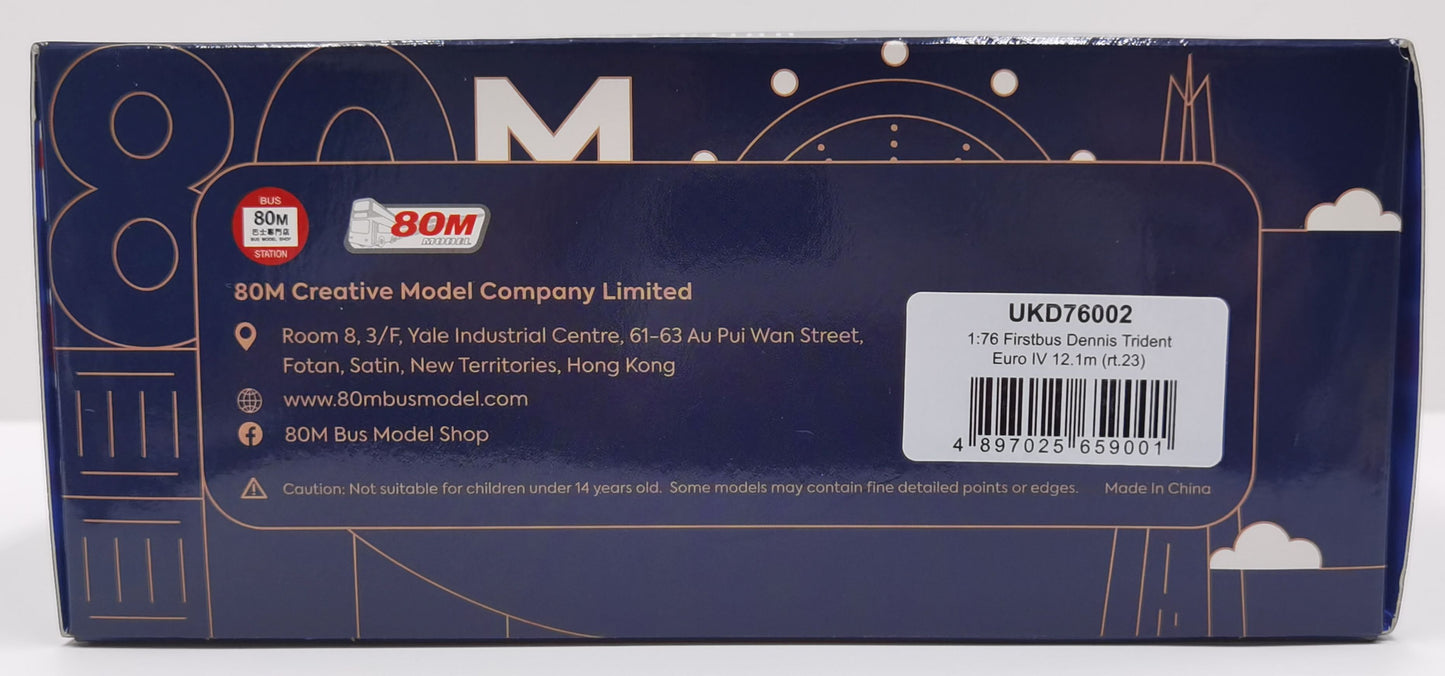 80M
BUS
80M
巴士專門店
BUS MODEL SHOP
STATION
80M
MODEL
80M Creative Model Company Limited
Room 8, 3/F, Yale Industrial Centre, 61-63 Au Pui Wan Street,
Fotan, Satin, New Territories, Hong Kong
www.80mbusmodel.com
80M Bus Model Shop
Caution: Not suitable for children under 14 years old. Some models may contain fine detailed points or edges. Made In China
UKD76002
1:76 Firstbus Dennis Trident
Euro IV 12.1m (rt.23)
4 897025 659001